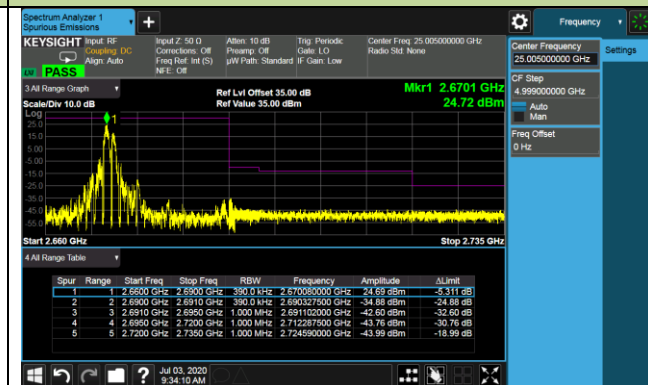 Spectrum Analyzer 1
Spurious Emissions
Frequency
KEYSIGHT
Input: RF
Coupling: DC
Align: Auto
Input Z: 50 Ω
Corrections: Off
Freq Ref: Int (S)
NFE: Off
Atten: 10 dB
Preamp: Off
µW Path: Standard
Trig: Periodic
Gate: LO
IF Gain: Low
Center Freq: 25.005000000 GHz
Radio Std: None
PASS
Center Frequency
25.005000000 GHz
Settings
CF Step
4.999000000 GHz
Auto
Man
Freq Offset
0 Hz
3 All Range Graph
Scale/Div 10.0 dB
Ref Lvl Offset 35.00 dB
Ref Value 35.00 dBm
Mkr1 2.6701 GHz
24.72 dBm
Log
25.0
15.0
5.00
-5.00
-15.0
-25.0
-35.0
-45.0
-55.0
1
Start 2.660 GHz
Stop 2.735 GHz
4 All Range Table
Spur Range Start Freq Stop Freq RBW Frequency Amplitude ΔLimit
1 1 2.6600 GHz 2.6900 GHz 390.0 kHz 2.670080000 GHz 24.69 dBm -5.311 dB
2 2 2.6900 GHz 2.6910 GHz 390.0 kHz 2.690327500 GHz -34.88 dBm -24.88 dB
3 3 2.6910 GHz 2.6950 GHz 1.000 MHz 2.691102000 GHz -42.60 dBm -32.60 dB
4 4 2.6950 GHz 2.7200 GHz 1.000 MHz 2.712287500 GHz -43.76 dBm -30.76 dB
5 5 2.7200 GHz 2.7350 GHz 1.000 MHz 2.724590000 GHz -43.99 dBm -18.99 dB
Jul 03, 2020
9:34:10 AM